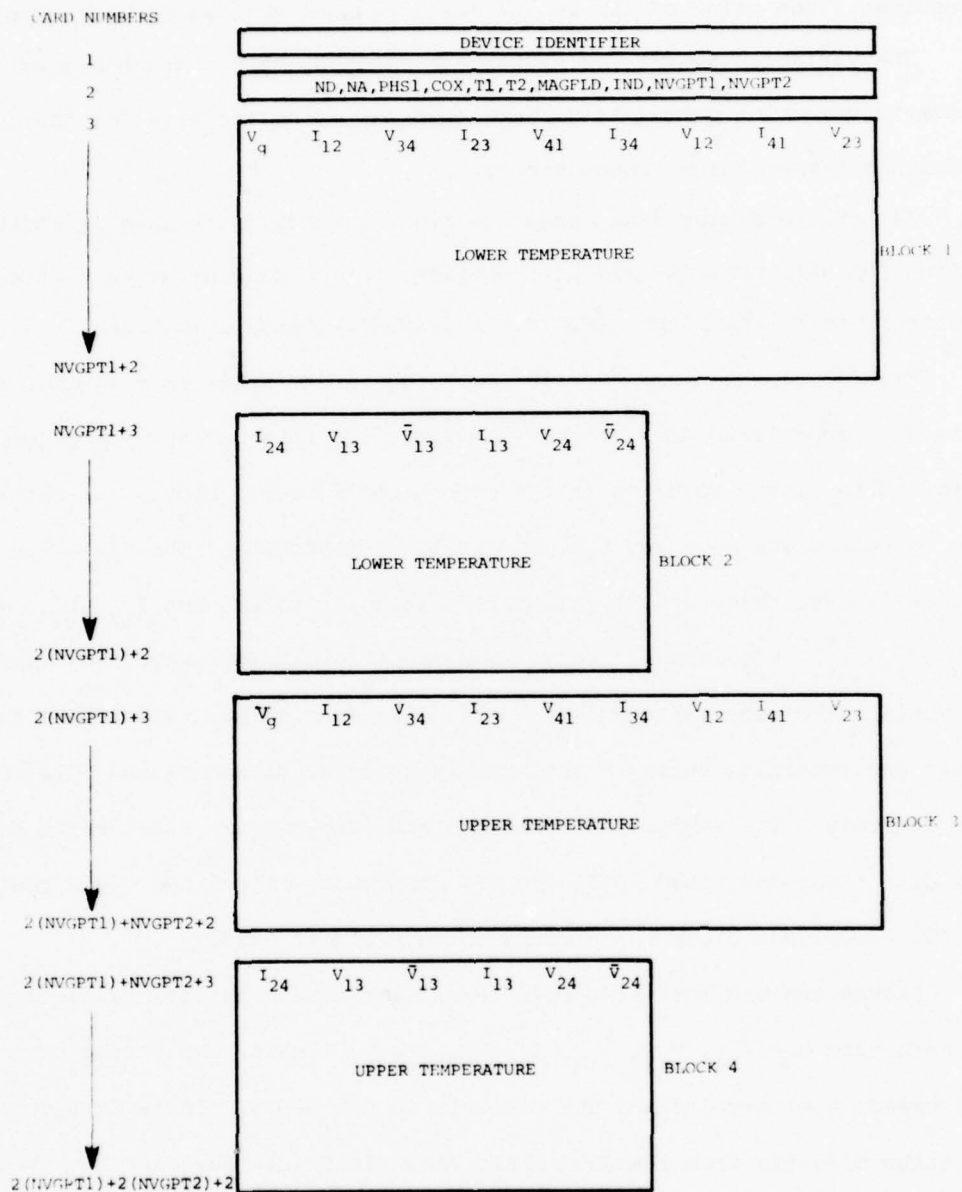 CARD NUMBERS
1
DEVICE IDENTIFIER
2
ND,NA,PHS1,COX,T1,T2,MAGFLD,IND,NVGPT1,NVGPT2
3
V_g I_12 V_34 I_23 V_41 I_34 V_12 I_41 V_23
LOWER TEMPERATURE
BLOCK 1
NVGPT1+2
NVGPT1+3
I_24 V_13 V̄_13 I_13 V_24 V̄_24
LOWER TEMPERATURE
BLOCK 2
2(NVGPT1)+2
2(NVGPT1)+3
V_g I_12 V_34 I_23 V_41 I_34 V_12 I_41 V_23
UPPER TEMPERATURE
BLOCK 3
2(NVGPT1)+NVGPT2+2
2(NVGPT1)+NVGPT2+3
I_24 V_13 V̄_13 I_13 V_24 V̄_24
UPPER TEMPERATURE
BLOCK 4
2(NVGPT1)+2(NVGPT2)+2